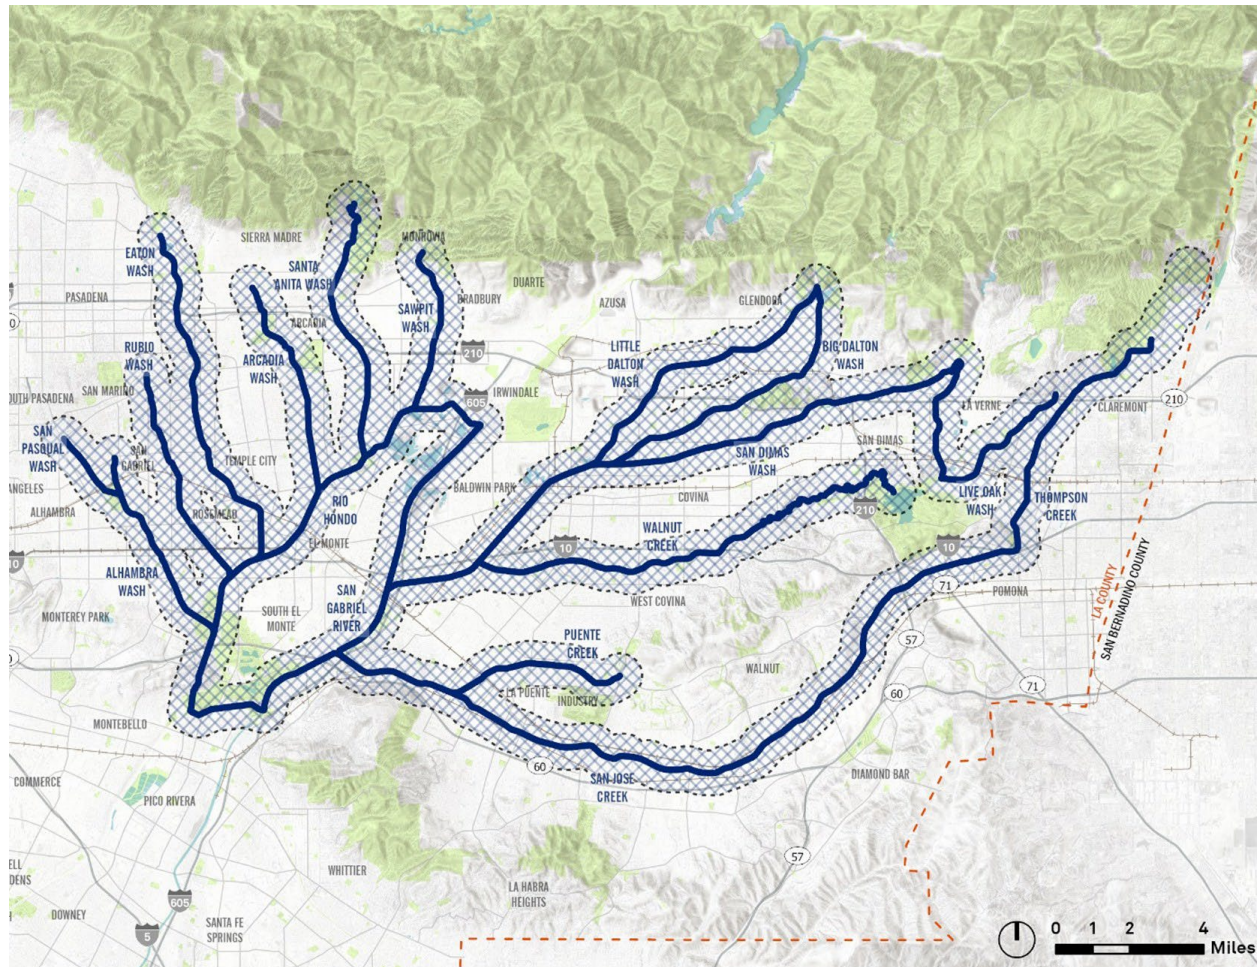 SIERRA MADRE
MONROVIA
EATON
WASH
SANTA
ANITA WASH
DUARTE
PASADENA
SAWPIT
WASH
BRADBURY
AZUSA
GLENDORA
ARCADIA
RUBIO
WASH
ARCADIA
WASH
210
LITTLE
DALTON
WASH
BIG DALTON
WASH
SAN MARINO
605
IRWINDALE
LA VERNE
CLAREMONT
210
SAN
PASQUAL
WASH
SAN
GABRIEL
TEMPLE CITY
SAN DIMAS
SAN DIMAS
WASH
BALDWIN PARK
COVINA
LIVE OAK
WASH
THOMPSON
CREEK
ALHAMBRA
ROSEMEAD
RIO
HONDO
210
WALNUT
CREEK
EL MONTE
10
10
10
ALHAMBRA
WASH
SAN
GABRIEL
RIVER
WEST COVINA
71
POMONA
LA COUNTY
SAN BERNADINO COUNTY
MONTEREY PARK
SOUTH EL
MONTE
PUENTE
CREEK
57
WALNUT
LA PUENTE
INDUSTRY
60
71
MONTEBELLO
60
SAN JOSE
CREEK
DIAMOND BAR
COMMERCE
PICO RIVERA
57
WHITTIER
LA HABRA
HEIGHTS
605
DOWNEY
5
SANTA FE
SPRINGS
0 1 2 4
Miles